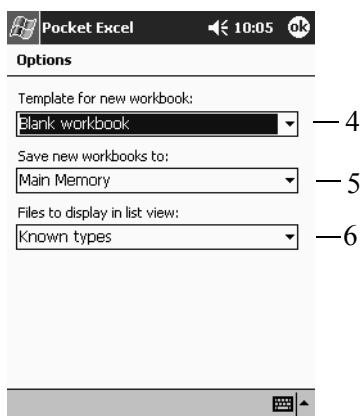 Pocket Excel 10:05 ok
Options
Template for new workbook:
Blank workbook 4
Save new workbooks to:
Main Memory 5
Files to display in list view:
Known types 6